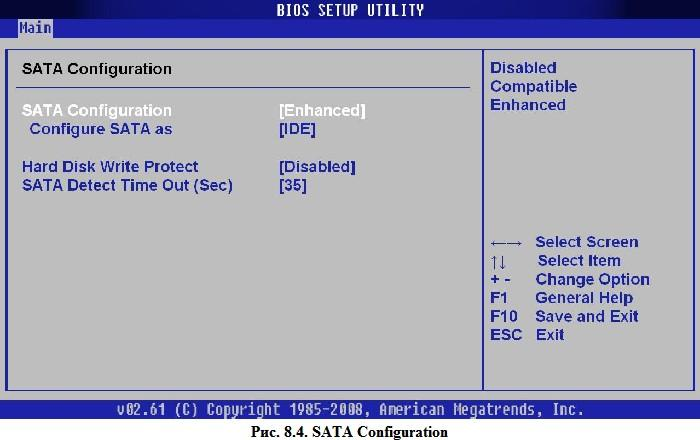 BIOS SETUP UTILITY
Main
SATA Configuration
SATA Configuration [Enhanced]
Configure SATA as [IDE]
Hard Disk Write Protect [Disabled]
SATA Detect Time Out (Sec) [35]
Disabled
Compatible
Enhanced
←→ Select Screen
↑↓ Select Item
+ - Change Option
F1 General Help
F10 Save and Exit
ESC Exit
v02.61 (C) Copyright 1985-2008, American Megatrends, Inc.
Рис. 8.4. SATA Configuration